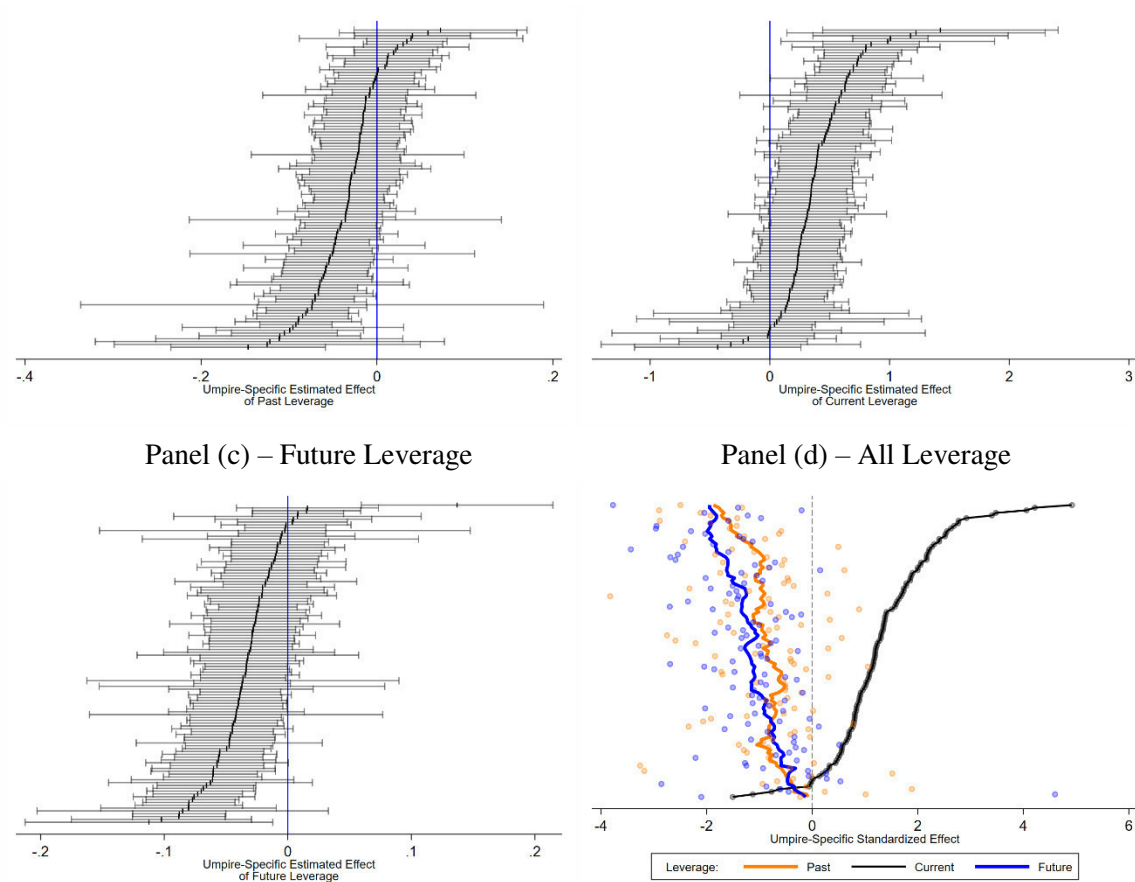 -.4
-.2
0
.2
Umpire-Specific Estimated Effect
of Past Leverage
-1
0
1
2
3
Umpire-Specific Estimated Effect
of Current Leverage
Panel (c) – Future Leverage
Panel (d) – All Leverage
-.2
-.1
0
.1
.2
Umpire-Specific Estimated Effect
of Future Leverage
-4
-2
0
2
4
6
Umpire-Specific Standardized Effect
Leverage: Past Current Future